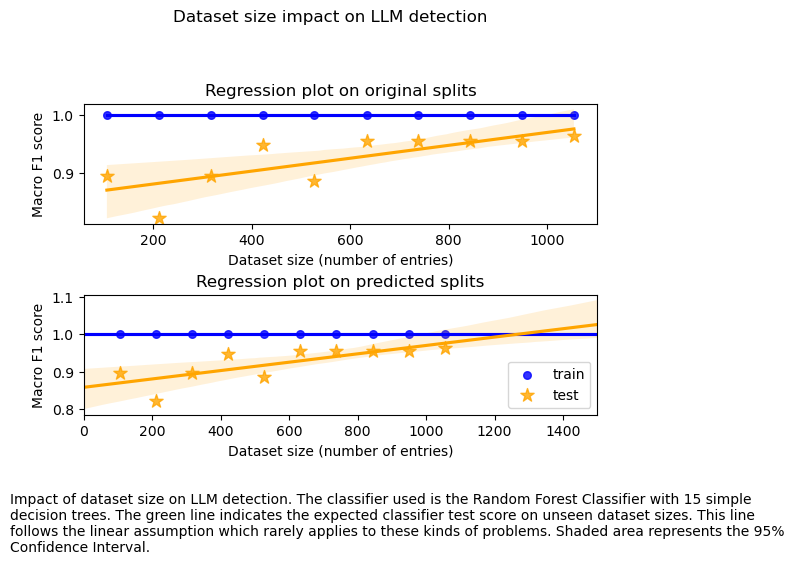 Dataset size impact on LLM detection
Regression plot on original splits
1.0
0.9
Macro F1 score
200 400 600 800 1000
Dataset size (number of entries)
Regression plot on predicted splits
1.1
1.0
0.9
0.8
Macro F1 score
train
test
0 200 400 600 800 1000 1200 1400
Dataset size (number of entries)
Impact of dataset size on LLM detection. The classifier used is the Random Forest Classifier with 15 simple
decision trees. The green line indicates the expected classifier test score on unseen dataset sizes. This line
follows the linear assumption which rarely applies to these kinds of problems. Shaded area represents the 95%
Confidence Interval.